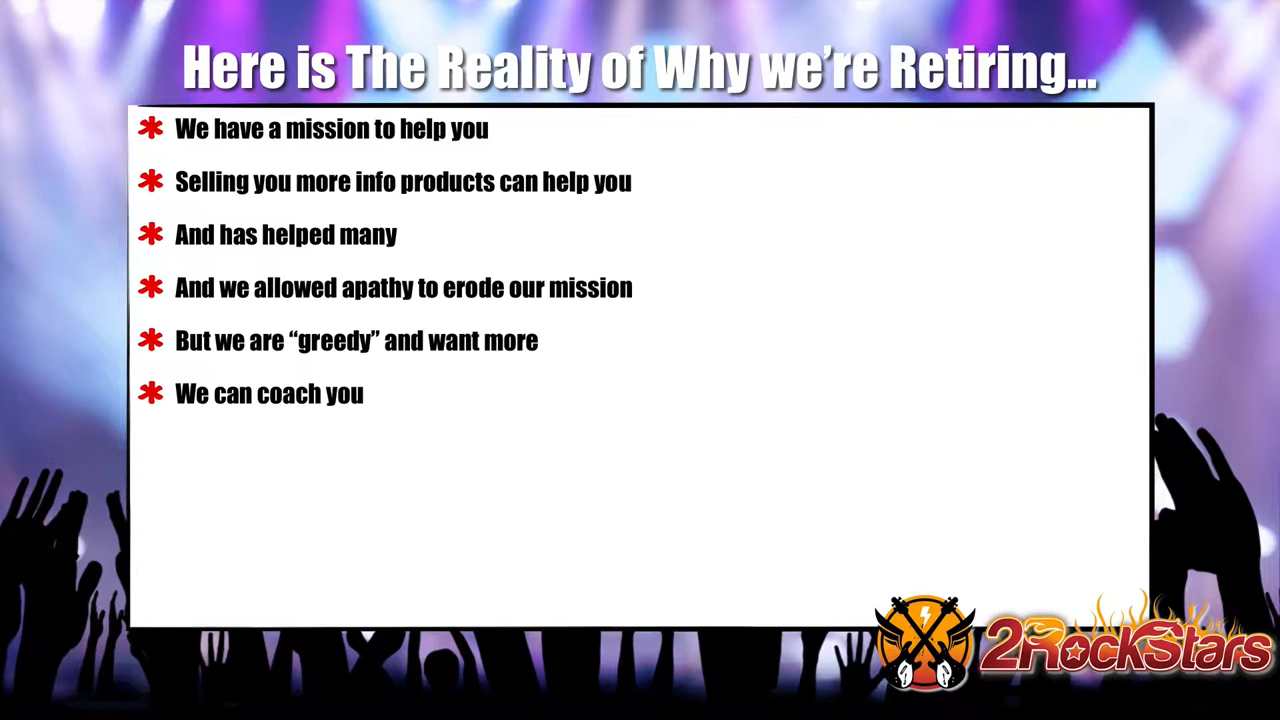 Here is The Reality of Why we’re Retiring...
We have a mission to help you
Selling you more info products can help you
And has helped many
And we allowed apathy to erode our mission
But we are “greedy” and want more
We can coach you
2RockStars